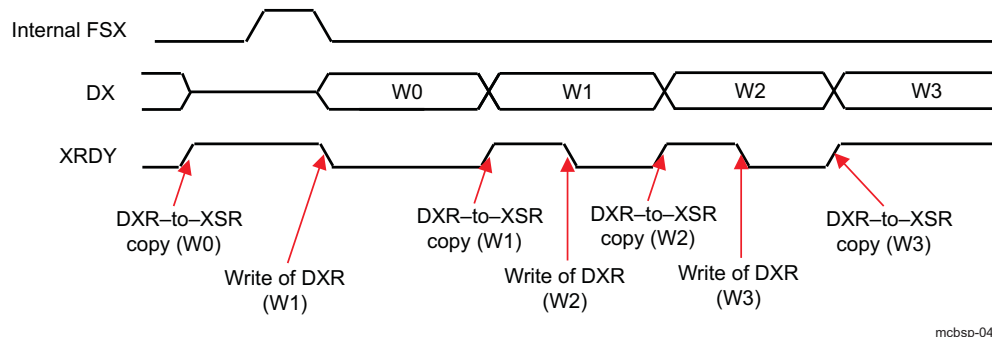 Internal FSX
DX
W0
W1
W2
W3
XRDY
DXR–to–XSR
copy (W0)
Write of DXR
(W1)
DXR–to–XSR
copy (W1)
Write of DXR
(W2)
DXR–to–XSR
copy (W2)
Write of DXR
(W3)
DXR–to–XSR
copy (W3)
mcbsp-04